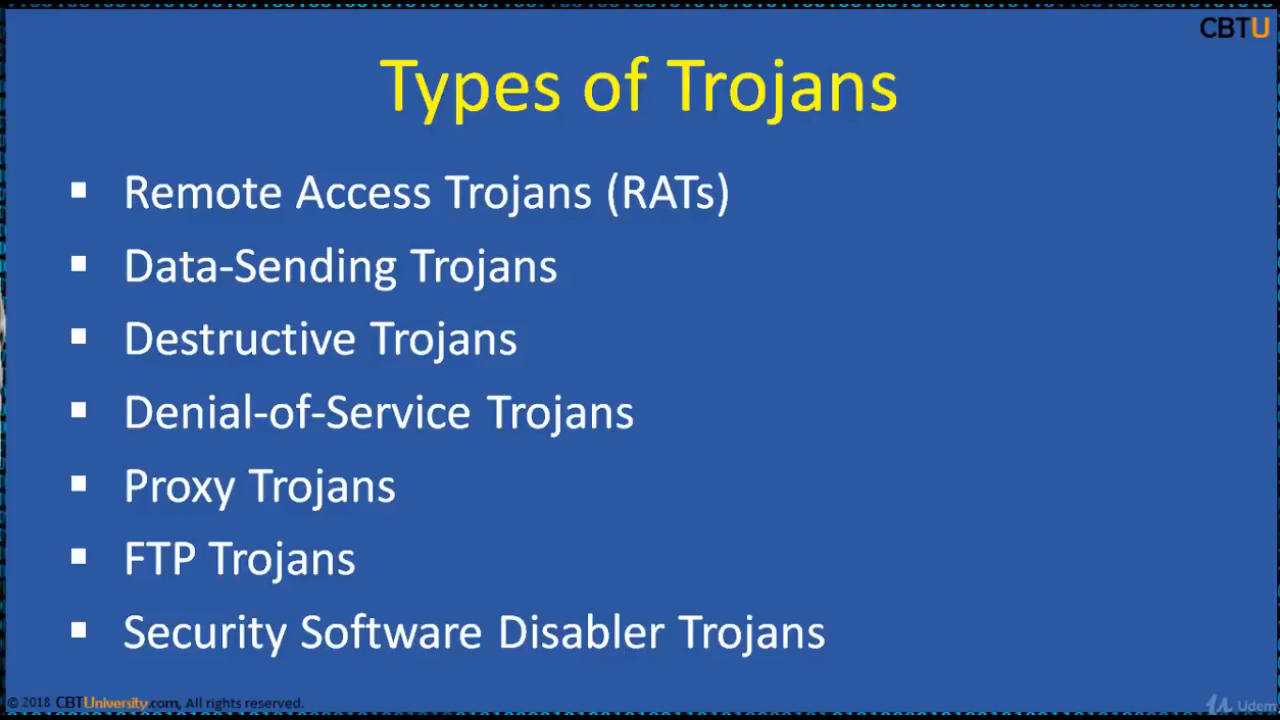 CBTU
Types of Trojans
▪ Remote Access Trojans (RATs)
▪ Data-Sending Trojans
▪ Destructive Trojans
▪ Denial-of-Service Trojans
▪ Proxy Trojans
▪ FTP Trojans
▪ Security Software Disabler Trojans
© 2018 CBTUniversity.com, All rights reserved.